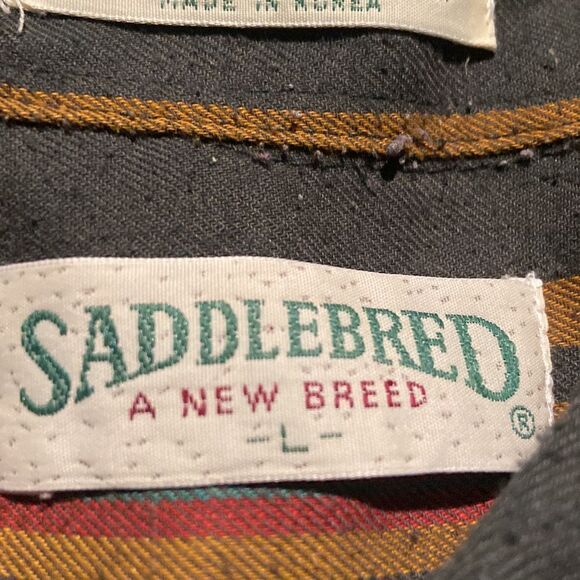 MADE IN KOREA
SADDLEBRED
A NEW BREED
®
-L-